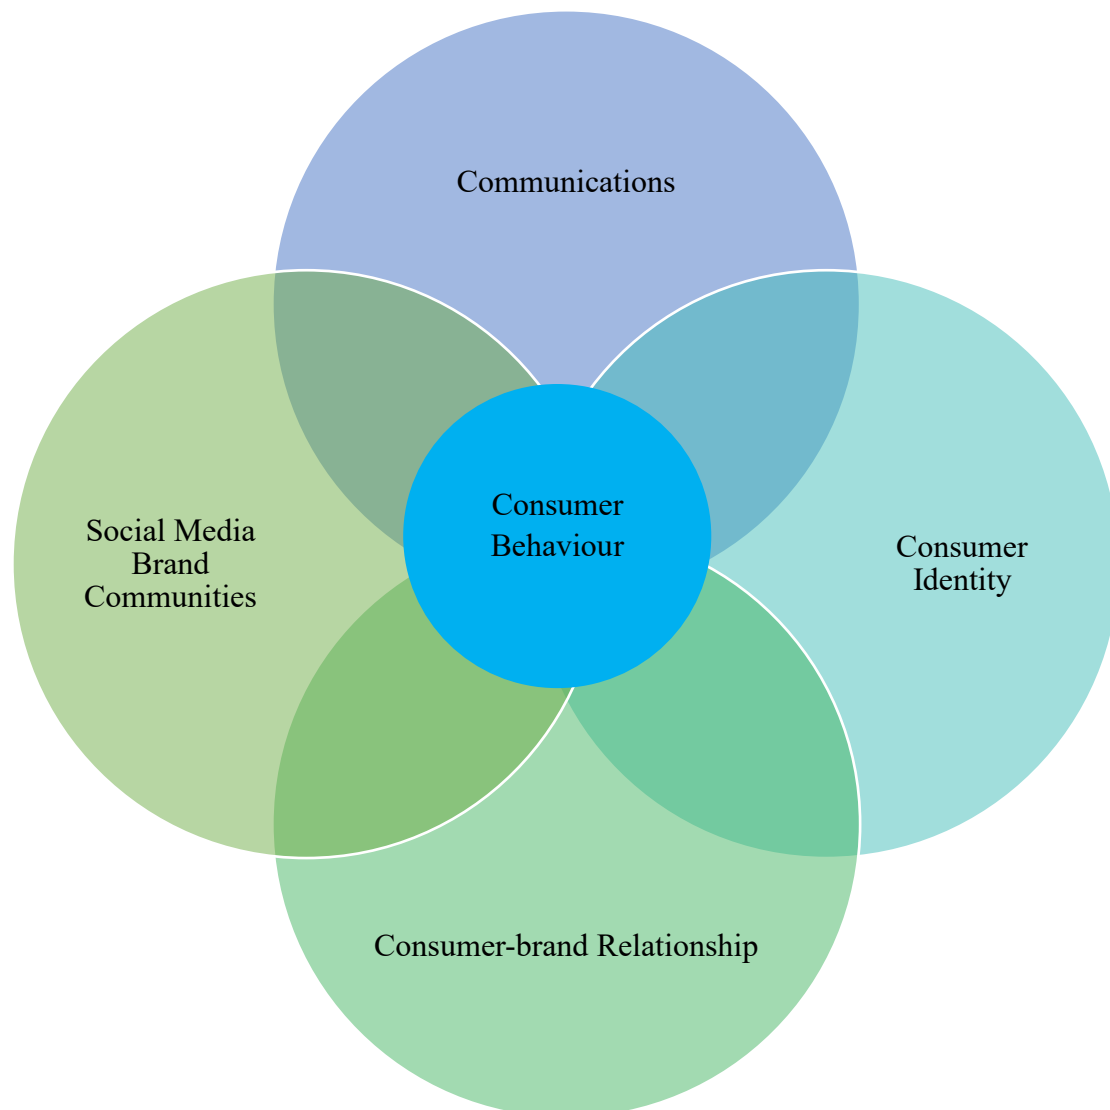 Communications
Consumer
Behaviour
Social Media
Brand
Communities
Consumer
Identity
Consumer-brand Relationship